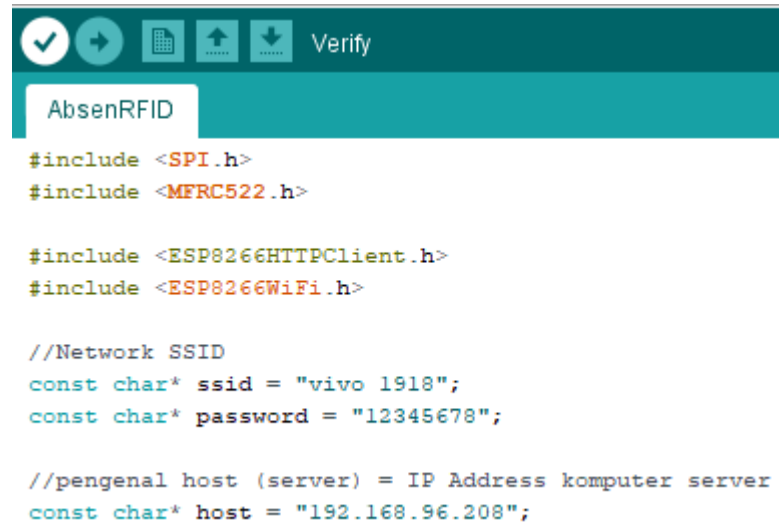 Verify
AbsenRFID
#include <SPI.h>
#include <MFRC522.h>
#include <ESP8266HTTPClient.h>
#include <ESP8266WiFi.h>
//Network SSID
const char* ssid = "vivo 1918";
const char* password = "12345678";
//pengenal host (server) = IP Address komputer server
const char* host = "192.168.96.208";